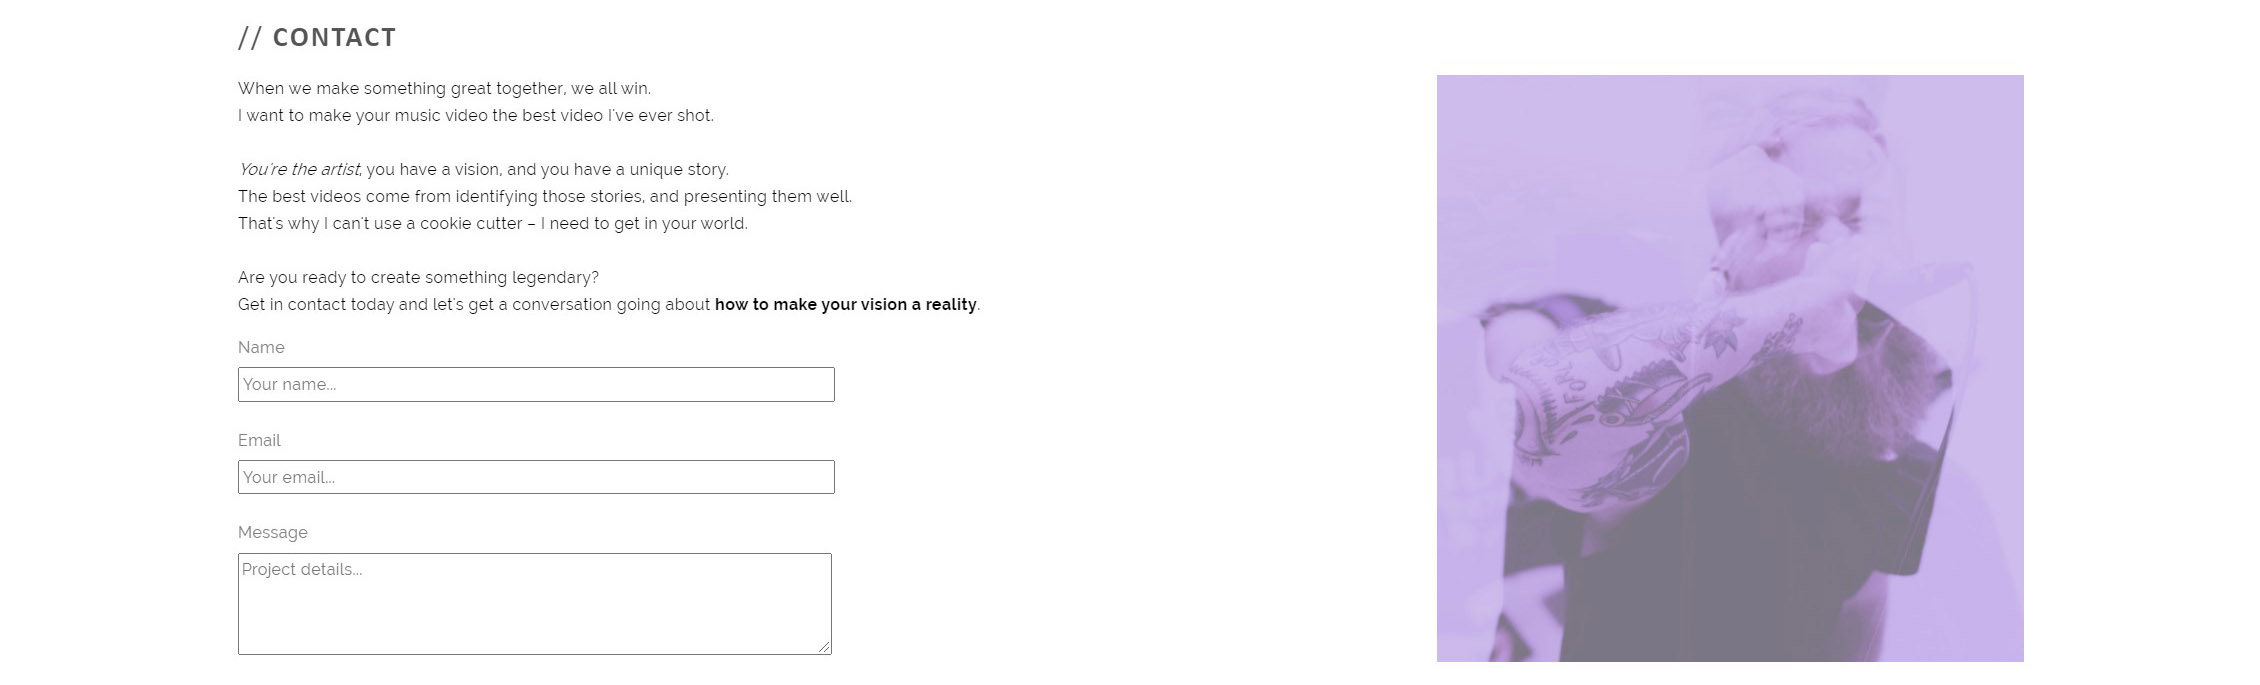 // CONTACT
When we make something great together, we all win.
I want to make your music video the best video I've ever shot.
You're the artist, you have a vision, and you have a unique story.
The best videos come from identifying those stories, and presenting them well.
That's why I can't use a cookie cutter – I need to get in your world.
Are you ready to create something legendary?
Get in contact today and let's get a conversation going about how to make your vision a reality.
Name
Your name...
Email
Your email...
Message
Project details...